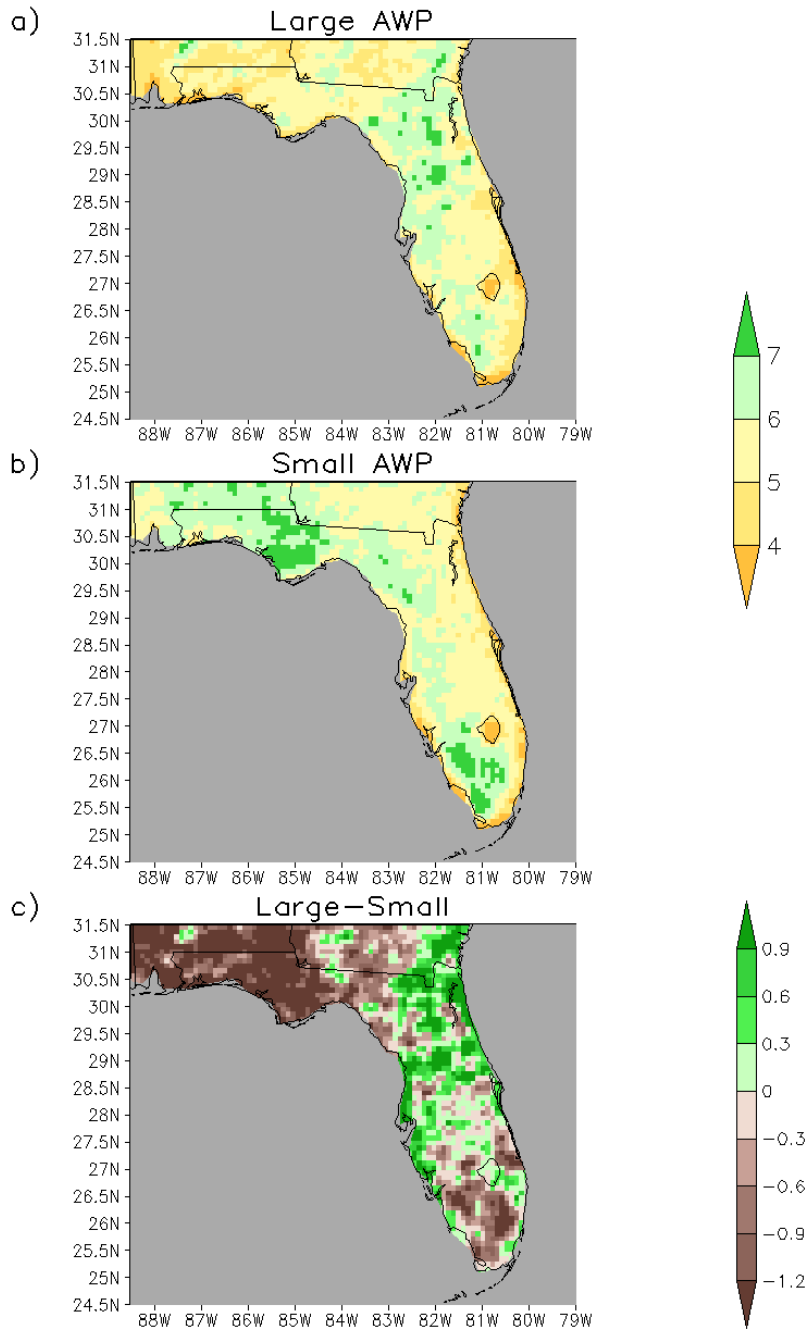 a) Large AWP
31.5N
31N
30.5N
30N
29.5N
29N
28.5N
28N
27.5N
27N
26.5N
26N
25.5N
25N
24.5N
88W 87W 86W 85W 84W 83W 82W 81W 80W 79W
b) Small AWP
31.5N
31N
30.5N
30N
29.5N
29N
28.5N
28N
27.5N
27N
26.5N
26N
25.5N
25N
24.5N
88W 87W 86W 85W 84W 83W 82W 81W 80W 79W
7
6
5
4
c) Large-Small
31.5N
31N
30.5N
30N
29.5N
29N
28.5N
28N
27.5N
27N
26.5N
26N
25.5N
25N
24.5N
88W 87W 86W 85W 84W 83W 82W 81W 80W 79W
0.9
0.6
0.3
0
-0.3
-0.6
-0.9
-1.2